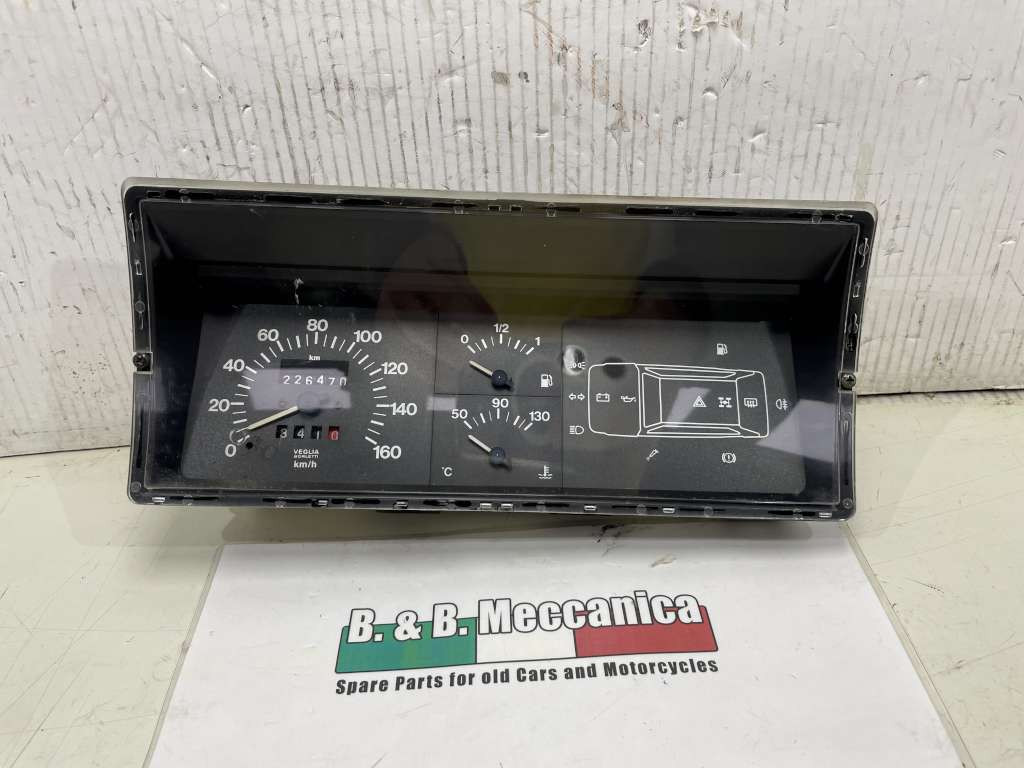 0 20 40 60 80 100 120 140 160
km
226470
3410
VEGLIA
BORLETTI
km/h
0 1/2 1
50 90 130
°C
B. & B. Meccanica
Spare Parts for old Cars and Motorcycles